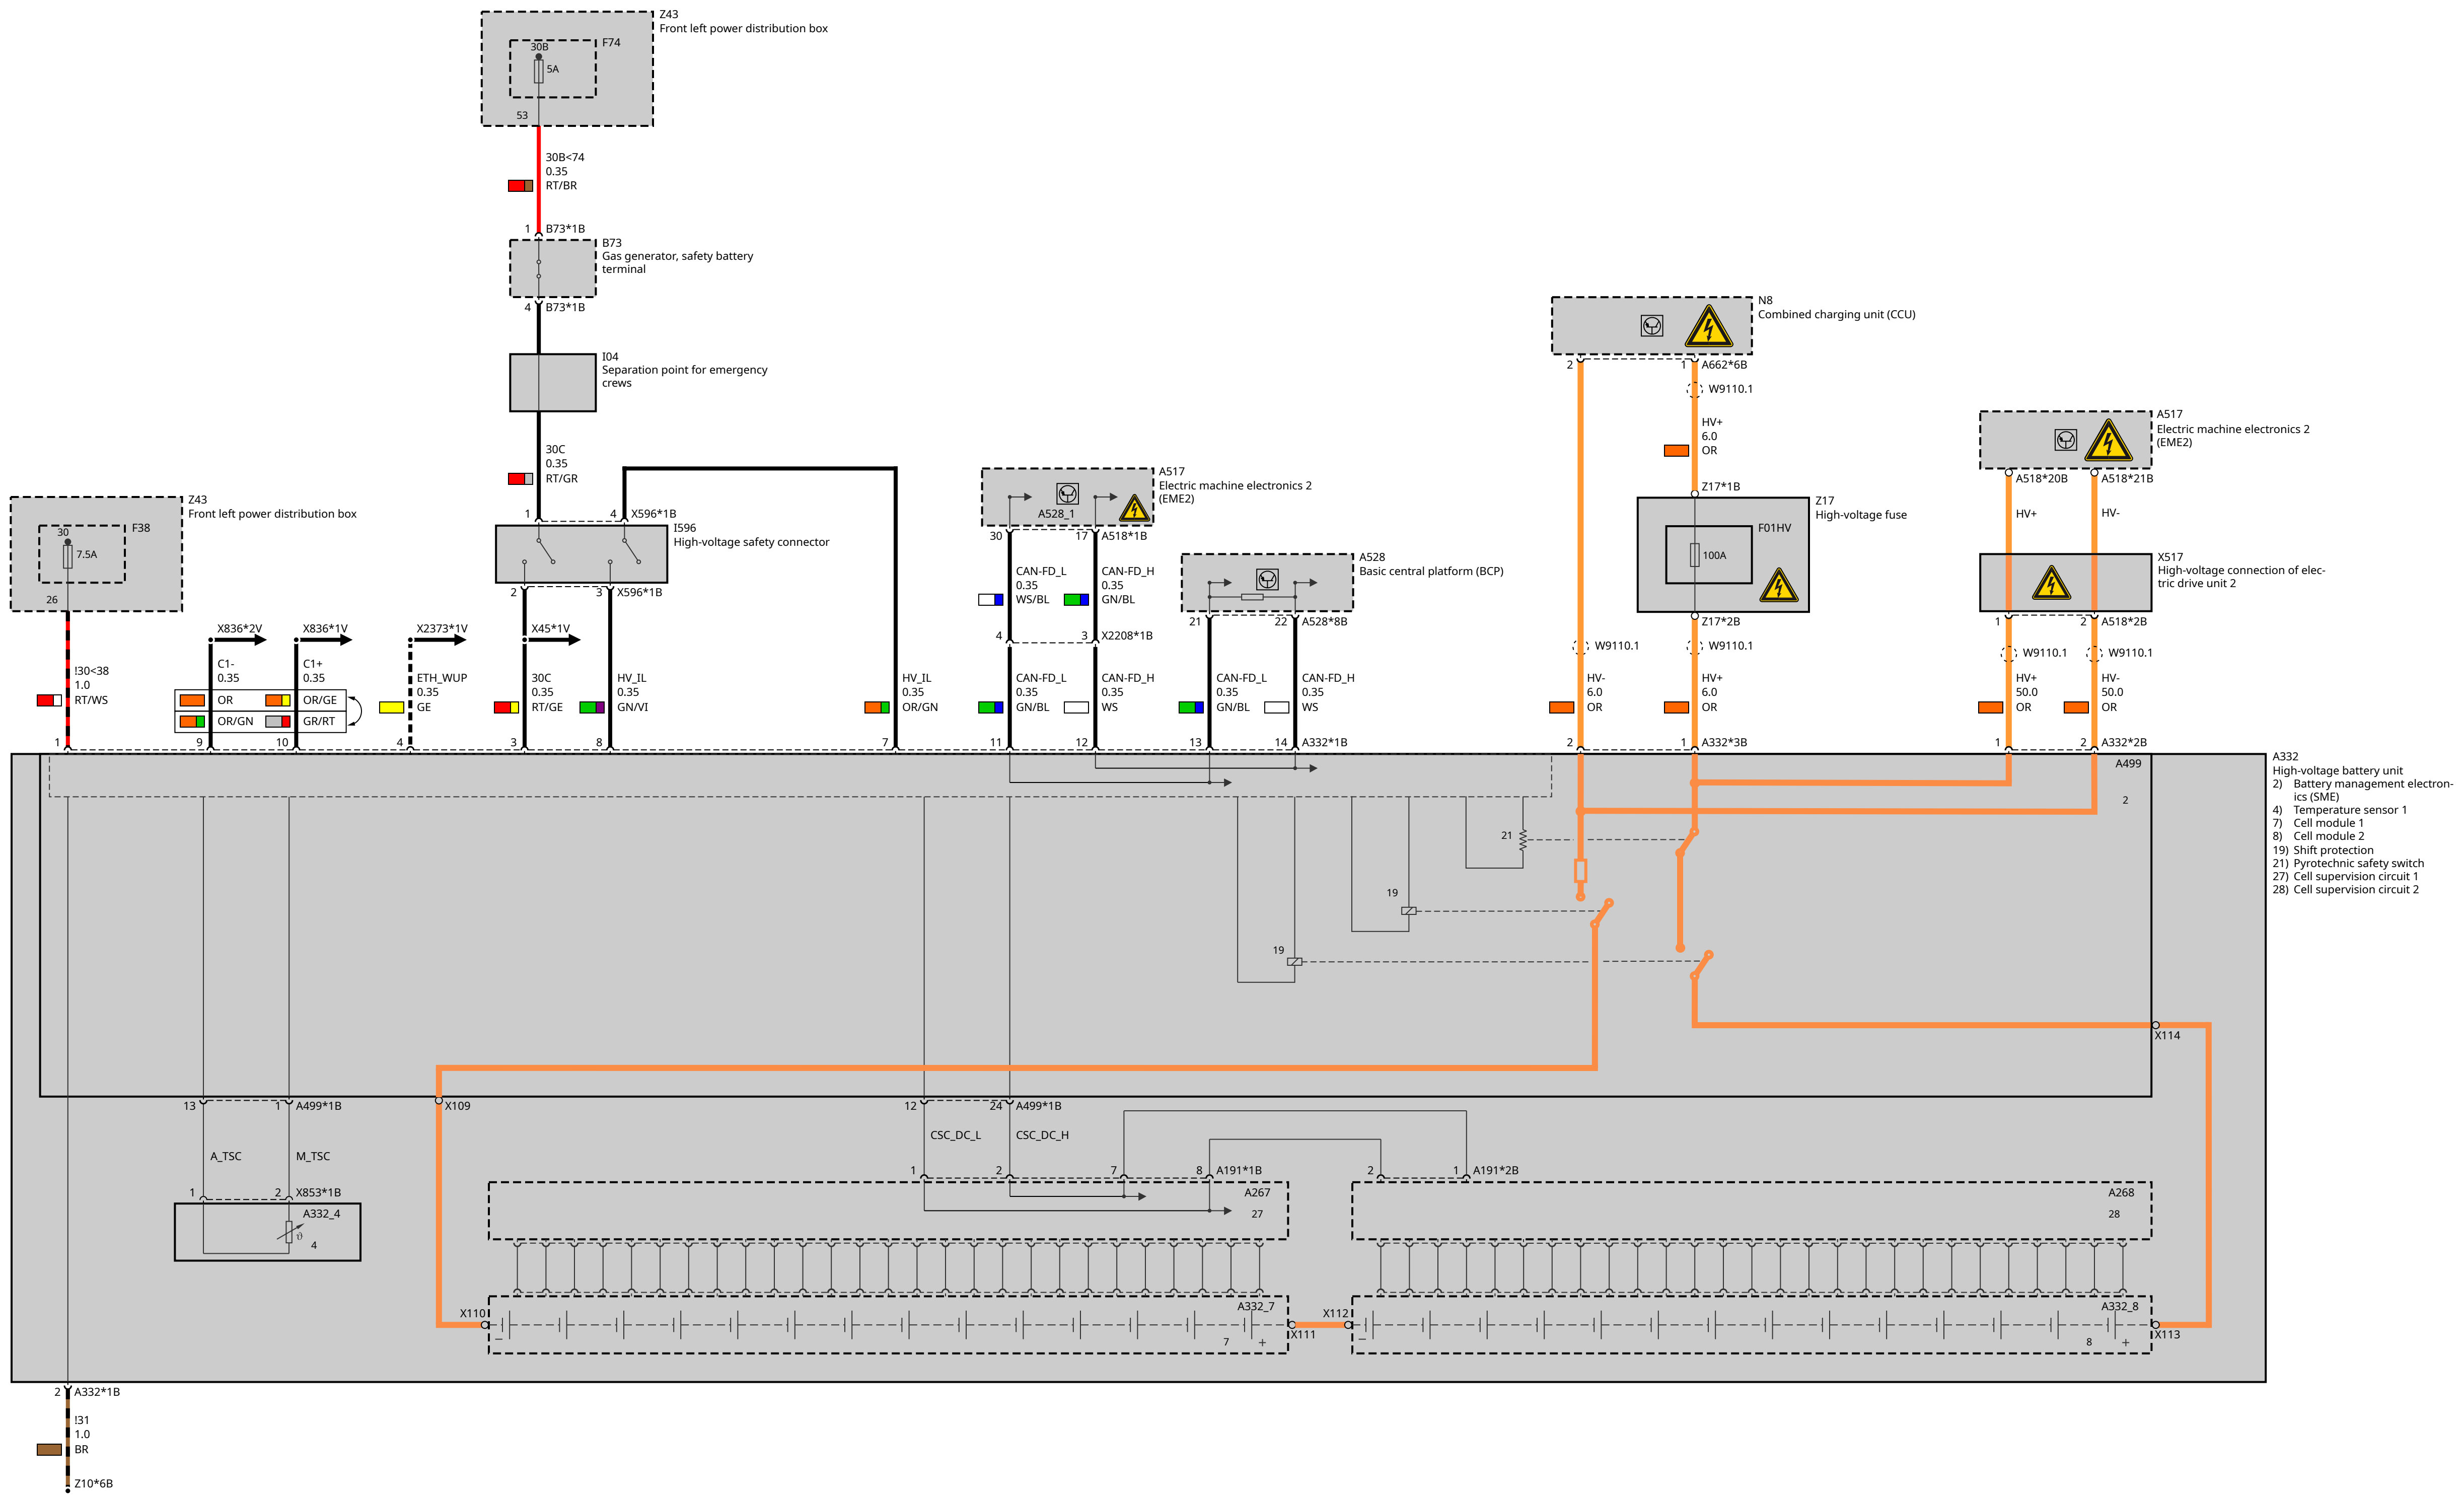 Z43
Front left power distribution box
F74
30B
5A
53
30B<74
0.35
RT/BR
1
B73*1B
B73
Gas generator, safety battery
terminal
4
B73*1B
I04
Separation point for emergency
crews
30C
0.35
RT/GR
1
4
X596*1B
I596
High-voltage safety connector
2
3
X596*1B
N8
Combined charging unit (CCU)
2
1
A662*6B
W9110.1
HV+
6.0
OR
Z17*1B
Z17
High-voltage fuse
F01HV
100A
Z17*2B
W9110.1
W9110.1
HV-
6.0
OR
HV+
6.0
OR
2
1
A332*3B
A517
Electric machine electronics 2
(EME2)
A518*20B
A518*21B
HV+
HV-
X517
High-voltage connection of elec-
tric drive unit 2
1
2
A518*2B
W9110.1
W9110.1
HV+
50.0
OR
HV-
50.0
OR
1
2
A332*2B
A517
Electric machine electronics 2
(EME2)
A528_1
30
17
A518*1B
CAN-FD_L
0.35
WS/BL
CAN-FD_H
0.35
GN/BL
4
3
X2208*1B
CAN-FD_L
0.35
GN/BL
CAN-FD_H
0.35
WS
11
12
A528
Basic central platform (BCP)
21
22
A528*8B
CAN-FD_L
0.35
GN/BL
CAN-FD_H
0.35
WS
13
14
A332*1B
Z43
Front left power distribution box
F38
30
7.5A
26
!30<38
1.0
RT/WS
1
X836*2V
C1-
0.35
OR
OR/GN
9
X836*1V
C1+
0.35
OR/GE
GR/RT
10
X2373*1V
ETH_WUP
0.35
GE
4
X45*1V
30C
0.35
RT/GE
3
HV_IL
0.35
GN/VI
8
HV_IL
0.35
OR/GN
7
A332
High-voltage battery unit
2) Battery management electron-
ics (SME)
4) Temperature sensor 1
7) Cell module 1
8) Cell module 2
19) Shift protection
21) Pyrotechnic safety switch
27) Cell supervision circuit 1
28) Cell supervision circuit 2
A499
2
21
19
19
X114
13
1
A499*1B
X109
12
24
A499*1B
A_TSC
M_TSC
CSC_DC_L
CSC_DC_H
1
2
X853*1B
A332_4
ϑ
4
1
2
7
8
A191*1B
2
1
A191*2B
A267
27
A268
28
X110
−
A332_7
7
+
X111
X112
−
A332_8
8
+
X113
2
A332*1B
!31
1.0
BR
Z10*6B